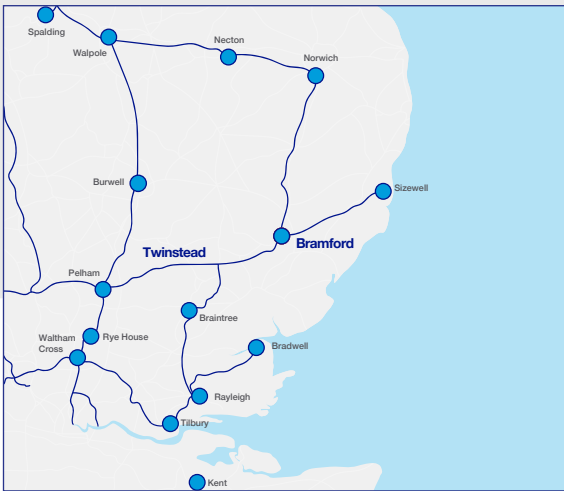 Spalding
Walpole
Necton
Norwich
Burwell
Sizewell
Twinstead
Bramford
Pelham
Braintree
Waltham
Cross
Rye House
Bradwell
Rayleigh
Tilbury
Kent